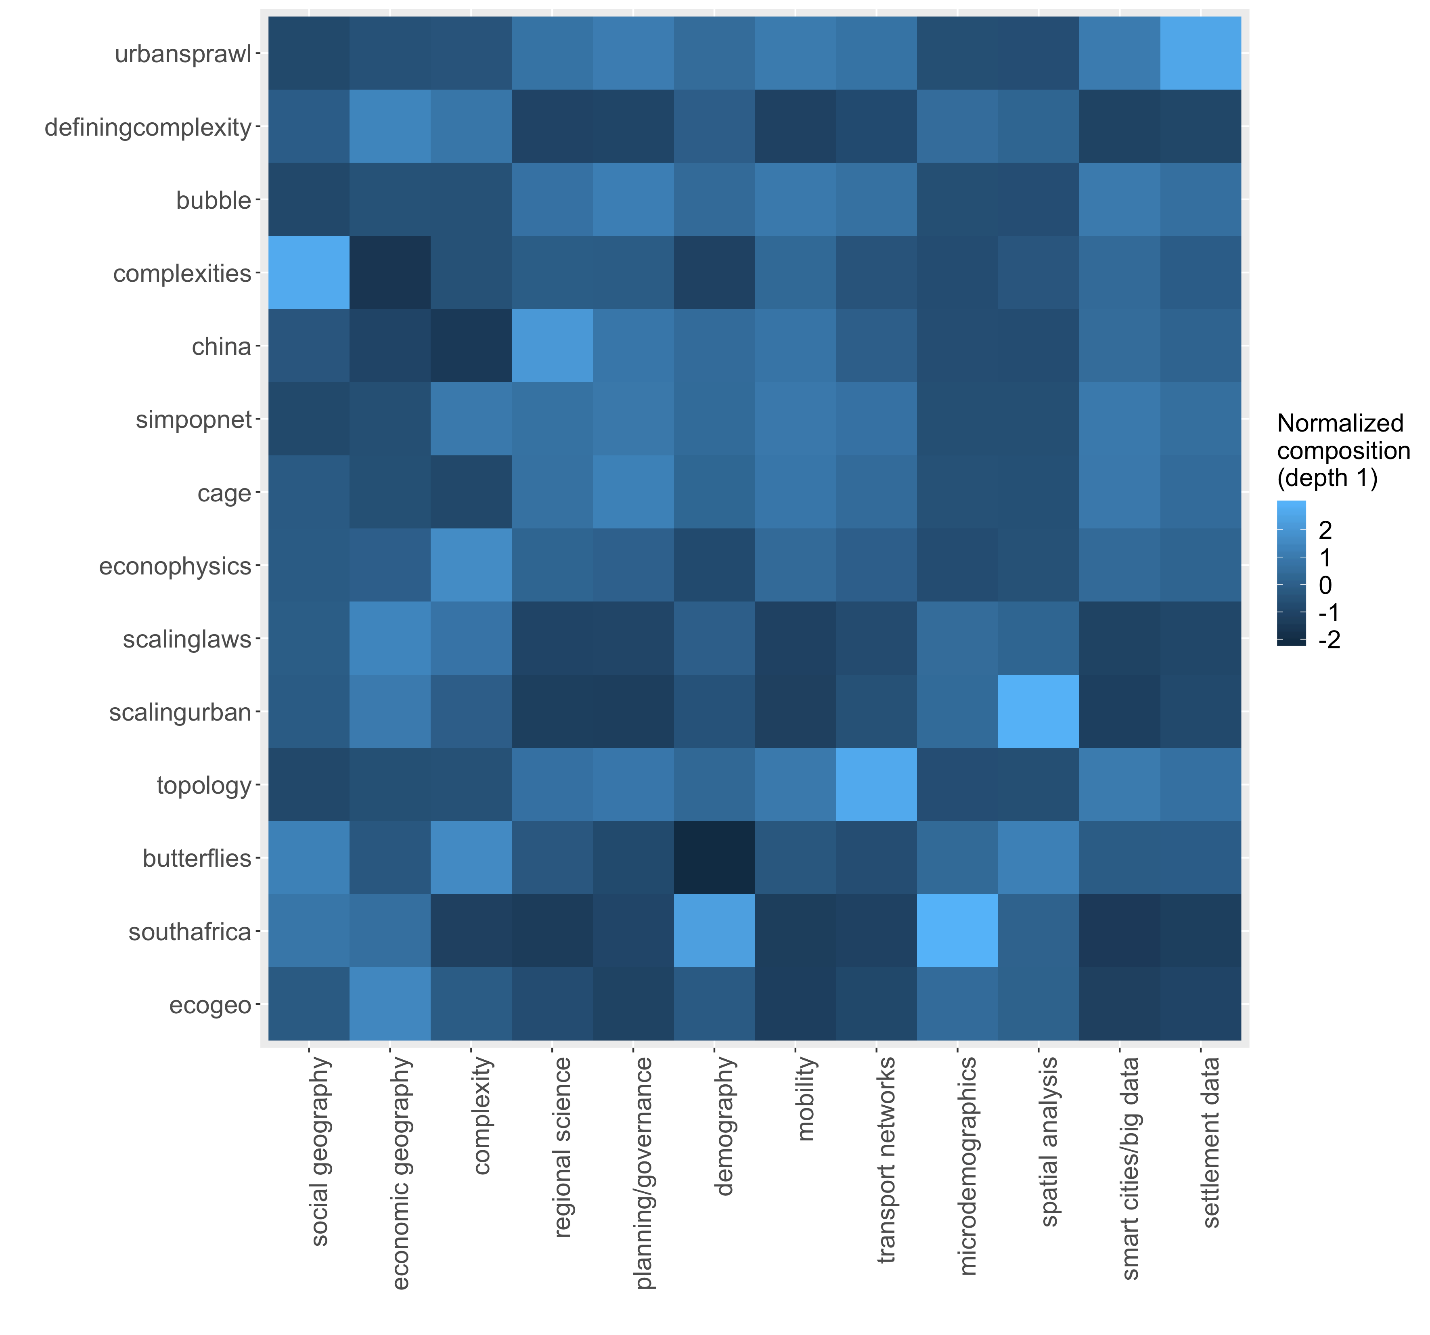 urbansprawl
definingcomplexity
bubble
complexities
china
simpopnet
cage
econophysics
scalinglaws
scalingurban
topology
butterflies
southafrica
ecogeo
social geography
economic geography
complexity
regional science
planning/governance
demography
mobility
transport networks
microdemographics
spatial analysis
smart cities/big data
settlement data
Normalized
composition
(depth 1)
2
1
0
-1
-2